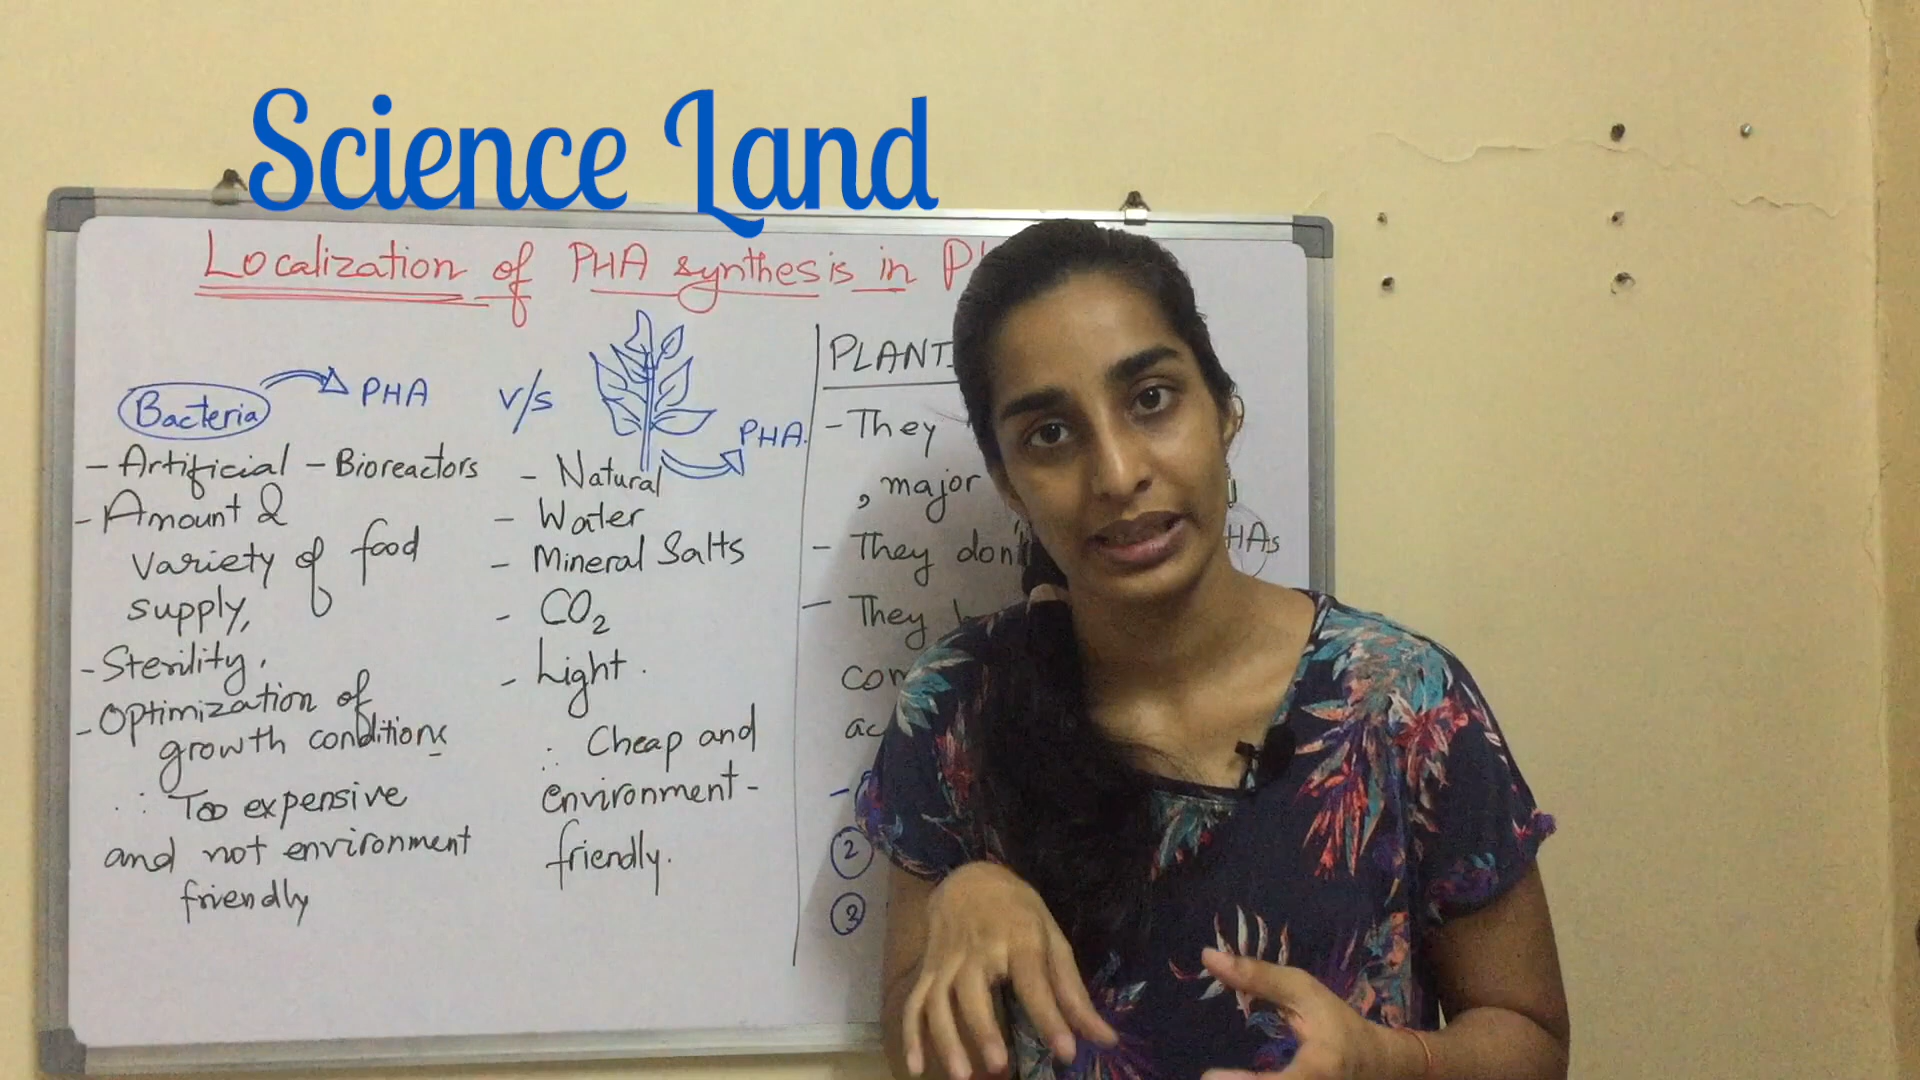 Science Land
Localization of PHA synthesis in
Bacteria
PHA
v/s
PHA
- Artificial - Bioreactors
- Amount &
variety of food
supply,
- Sterility,
- Optimization of
growth conditions
∴ Too expensive
and not environment
friendly
- Natural
- Water
- Mineral Salts
- CO₂
- Light.
∴ Cheap and
environment-
friendly.
PLANT
- They
, major
- They don't
HAs
- They
②
③